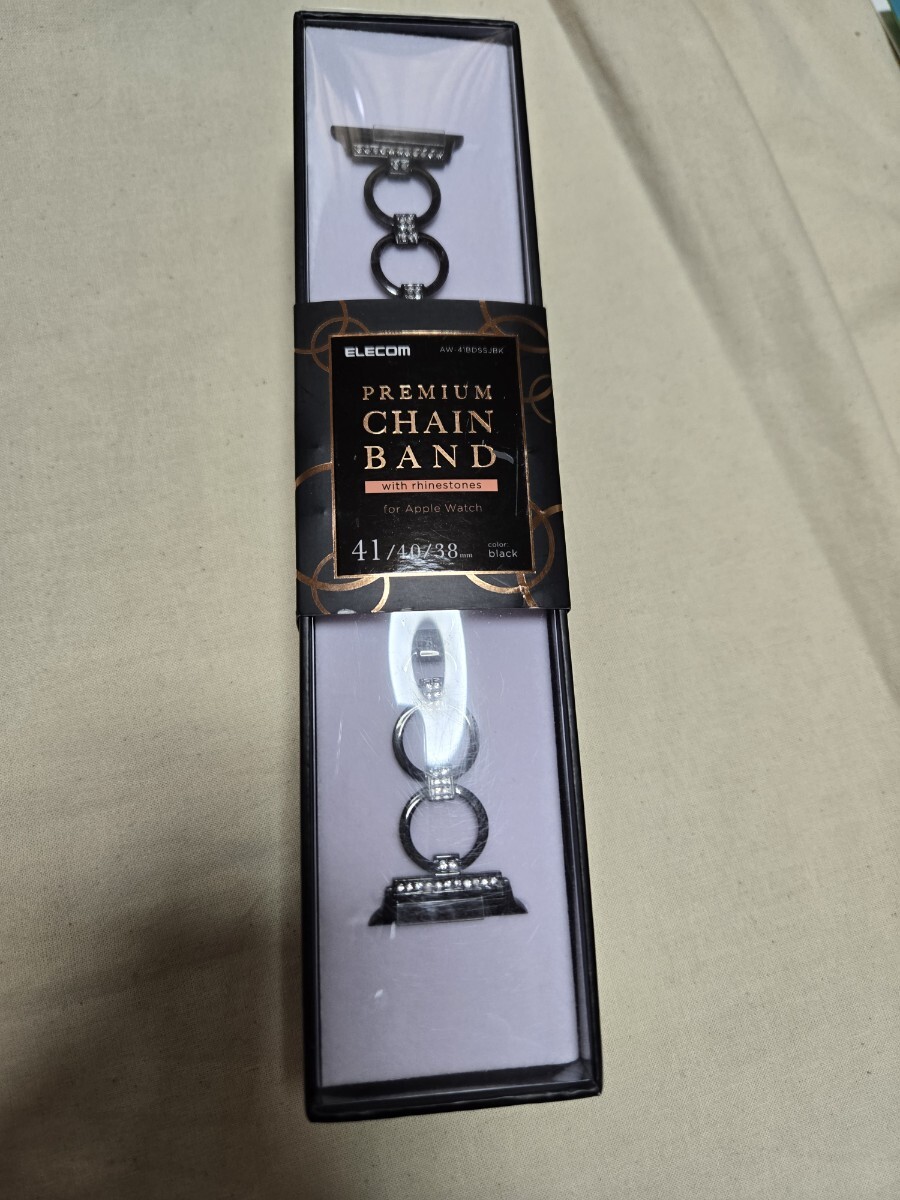 ELECOM
AW-41BDSSJBK
PREMIUM
CHAIN
BAND
with rhinestones
for Apple Watch
41/40/38mm
color:
black